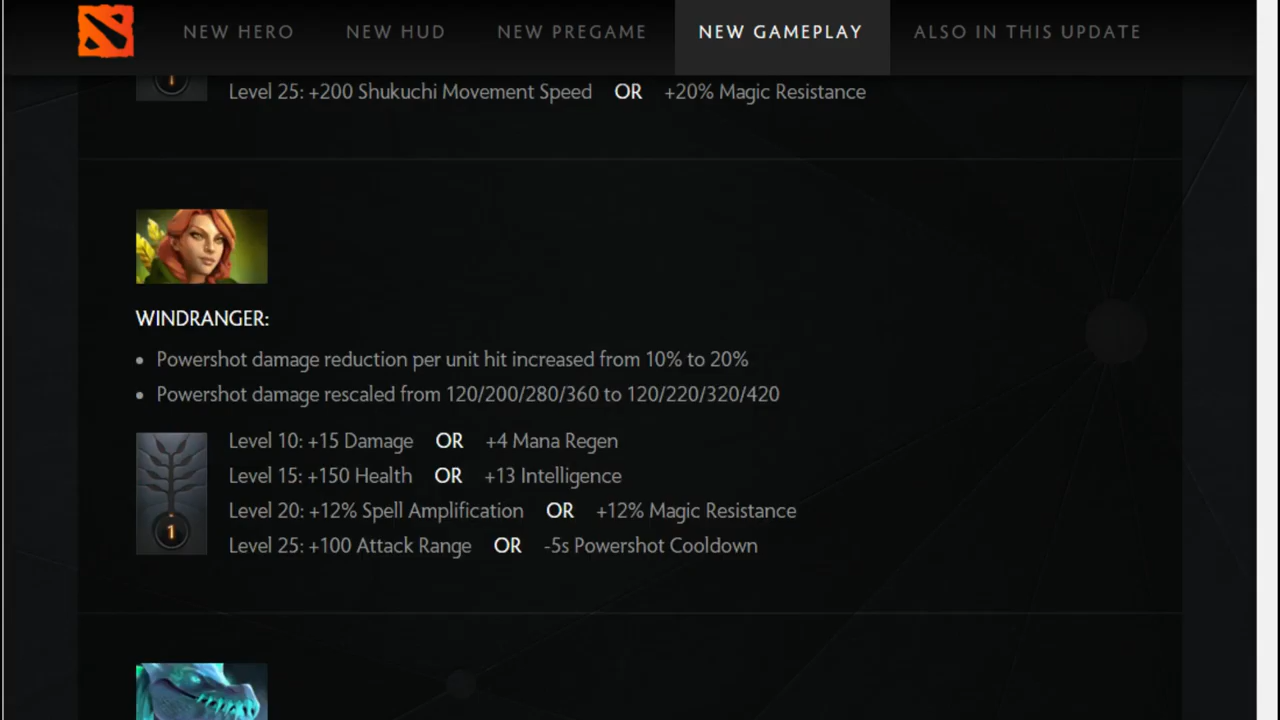 NEW HERO NEW HUD NEW PREGAME NEW GAMEPLAY ALSO IN THIS UPDATE
1
Level 25: +200 Shukuchi Movement Speed OR +20% Magic Resistance
WINDRANGER:
• Powershot damage reduction per unit hit increased from 10% to 20%
• Powershot damage rescaled from 120/200/280/360 to 120/220/320/420
Level 10: +15 Damage OR +4 Mana Regen
Level 15: +150 Health OR +13 Intelligence
Level 20: +12% Spell Amplification OR +12% Magic Resistance
1
Level 25: +100 Attack Range OR -5s Powershot Cooldown